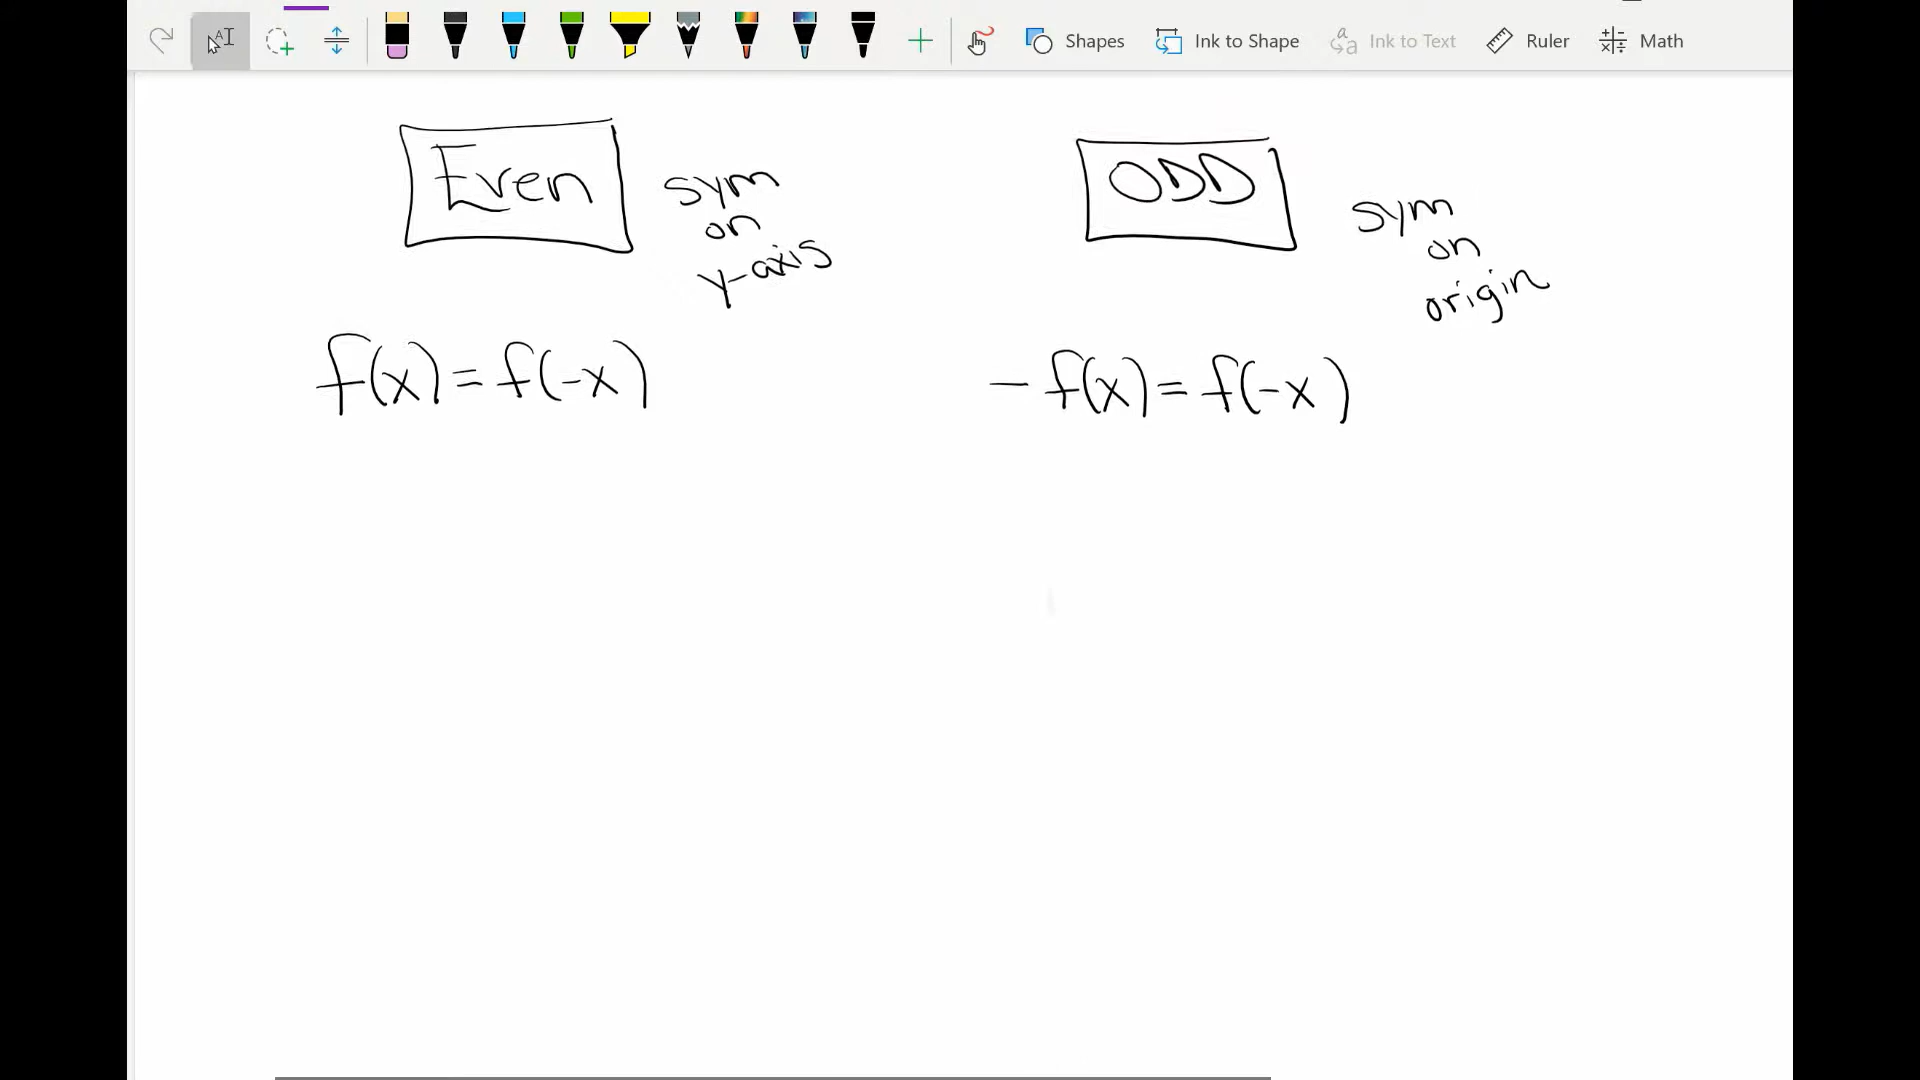 Shapes Ink to Shape Ink to Text Ruler Math
Even
sym
on
y-axis
f(x) = f(-x)
ODD
sym
on
origin
- f(x) = f(-x)